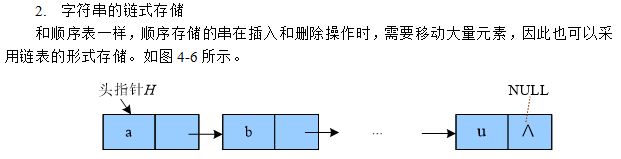 2. 字符串的链式存储
和顺序表一样，顺序存储的串在插入和删除操作时，需要移动大量元素，因此也可以采
用链表的形式存储。如图 4-6 所示。
头指针H NULL
a b ... u ∧